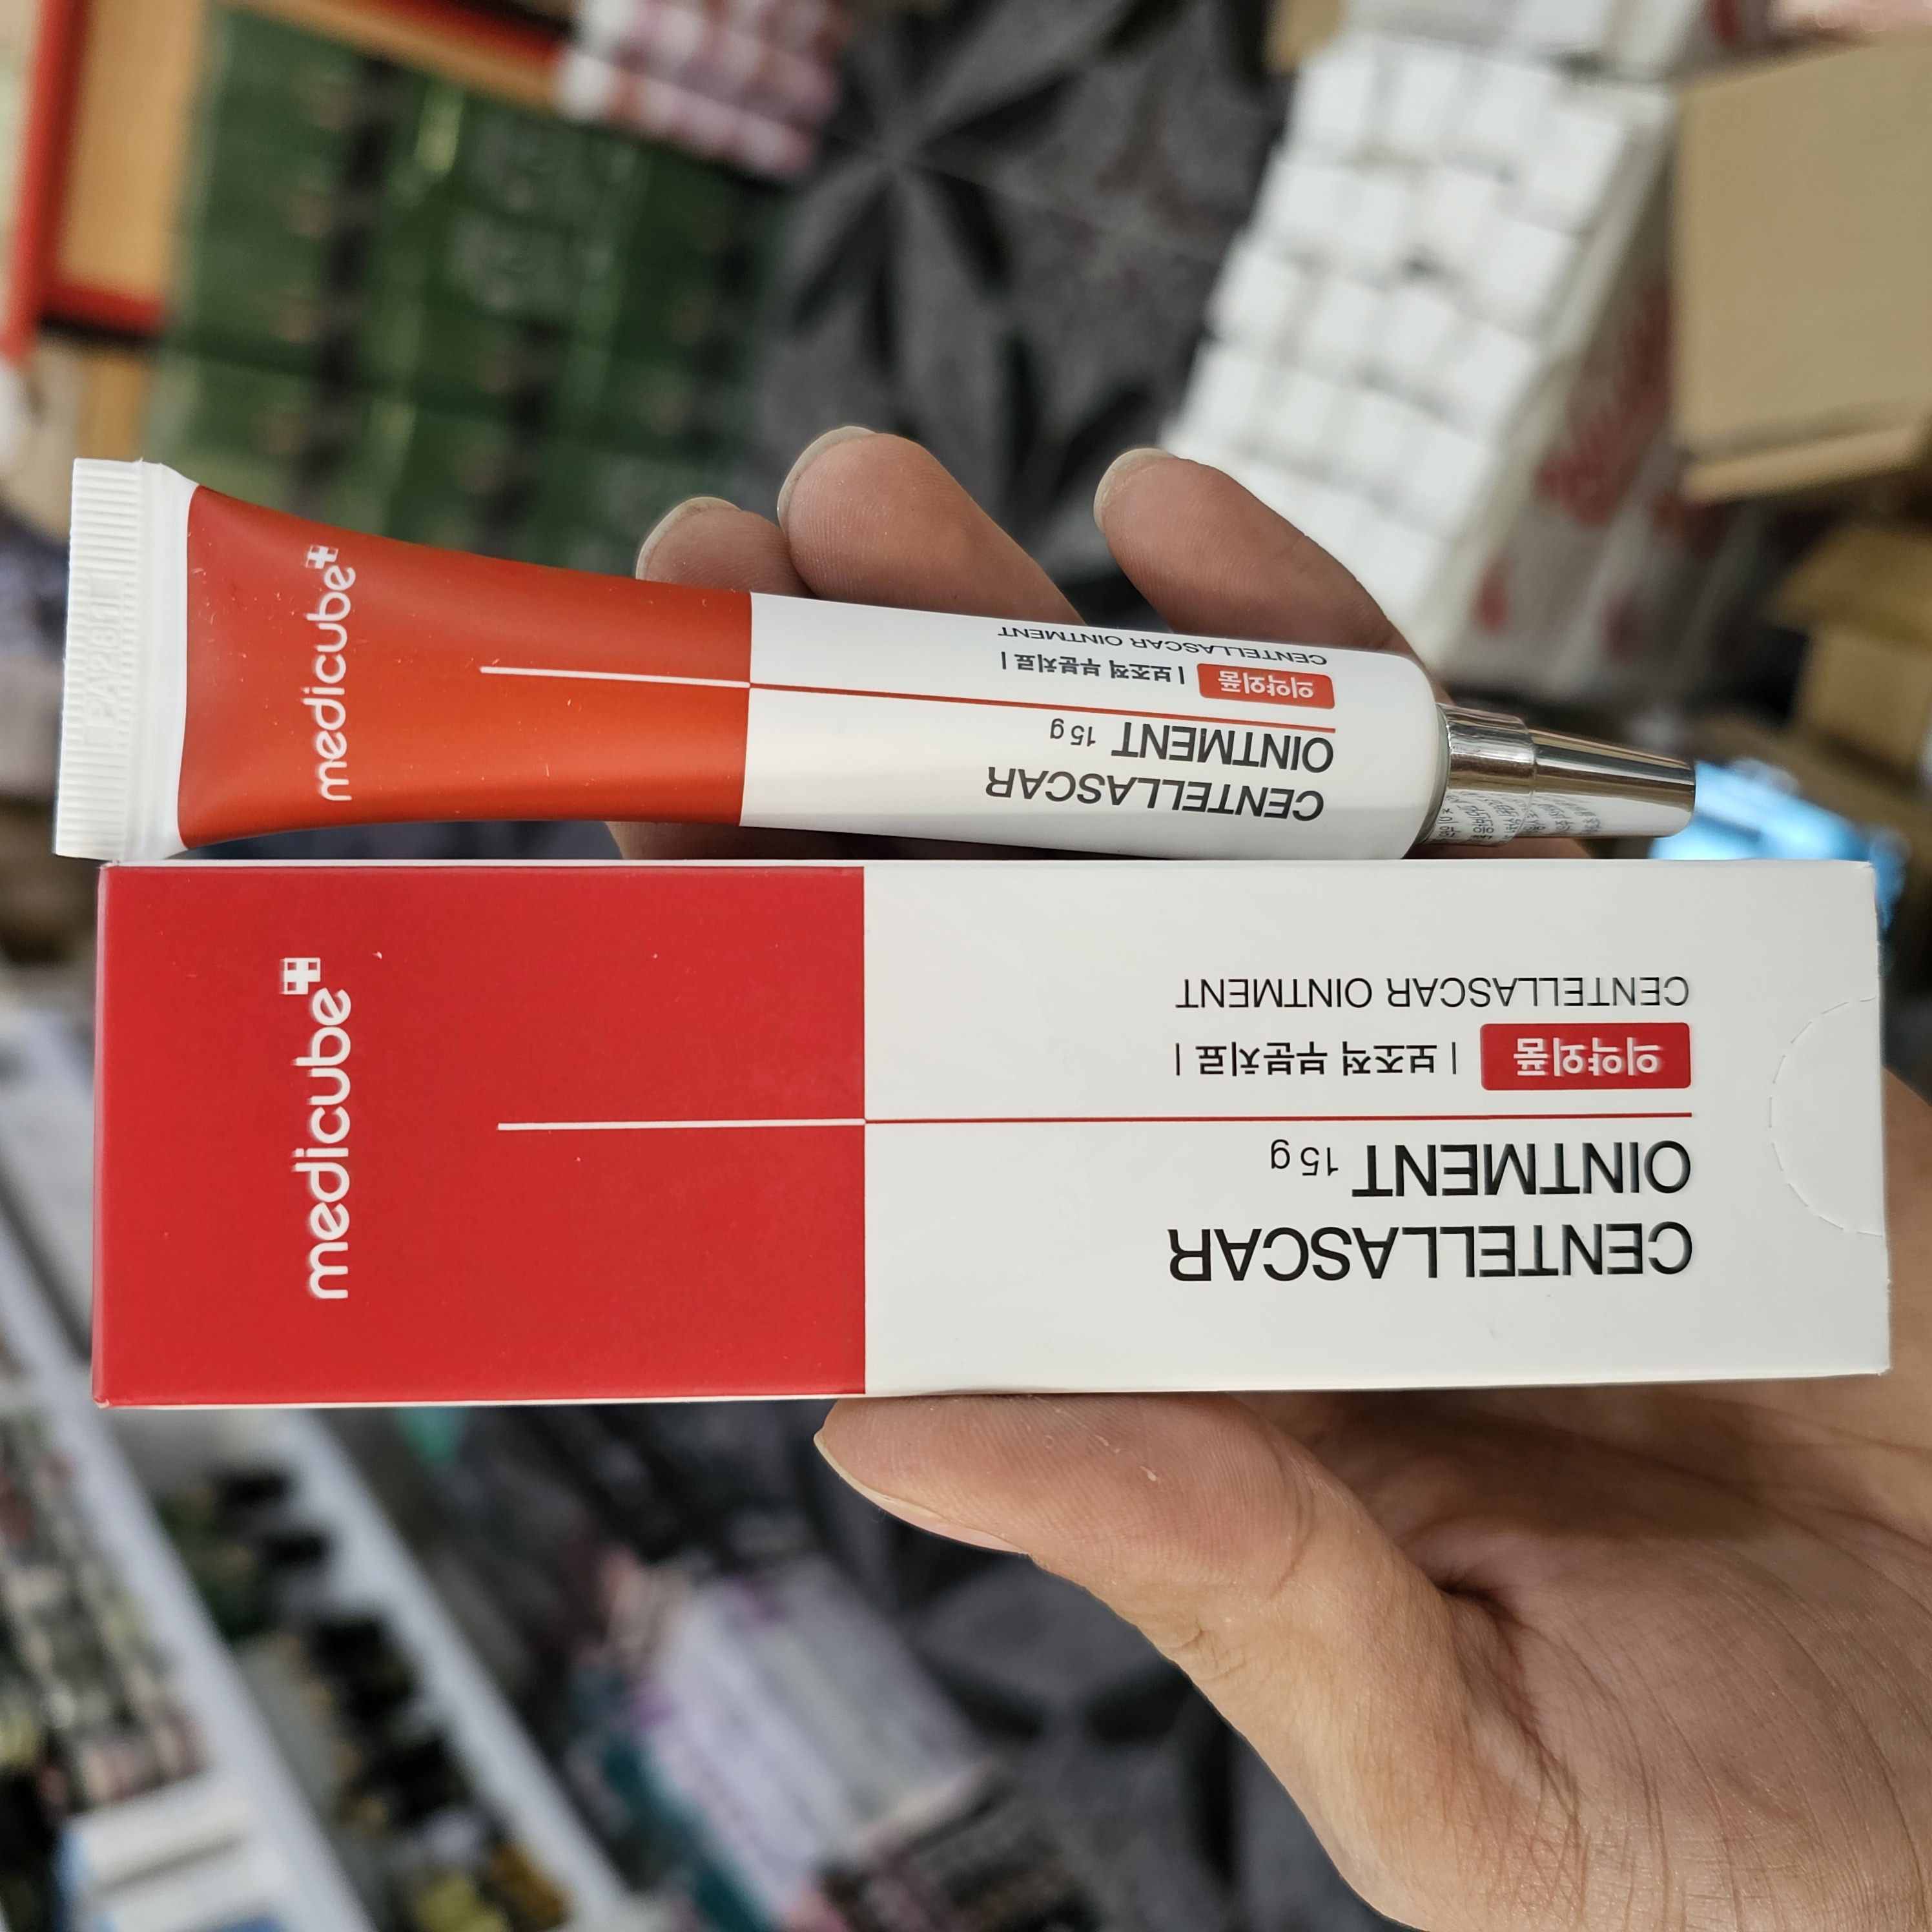 medicube
CENTELLASCAR
OINTMENT 15 g
의약외품 | 보조적 부분치료 |
CENTELLASCAR OINTMENT
medicube
CENTELLASCAR
OINTMENT 15 g
의약외품 | 보조적 부분치료 |
CENTELLASCAR OINTMENT